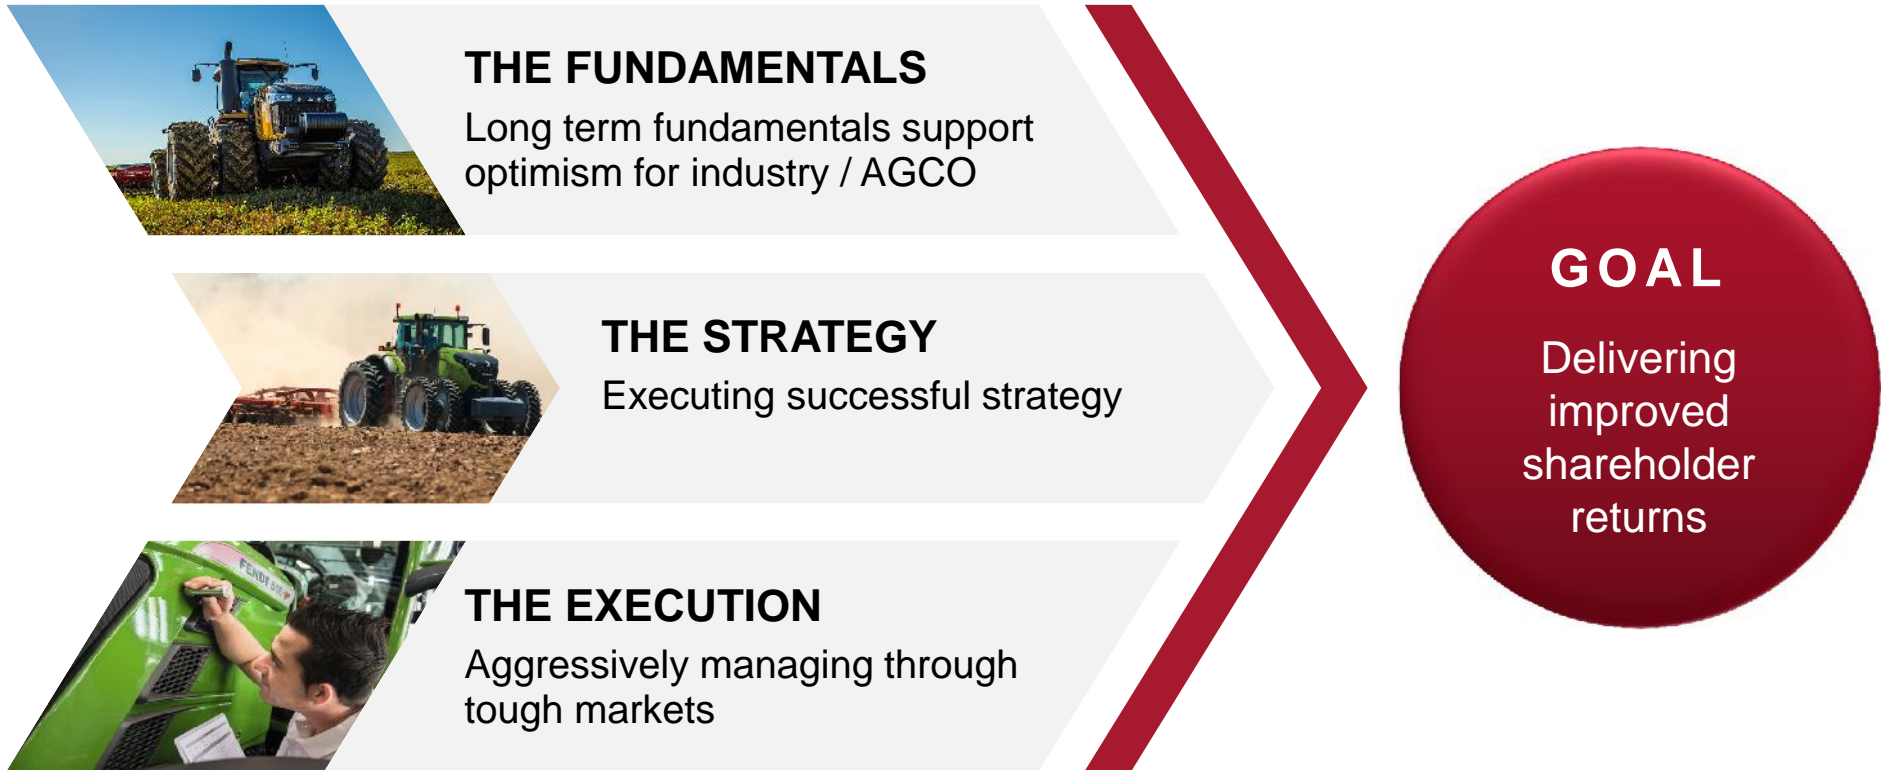 THE FUNDAMENTALS
Long term fundamentals support
optimism for industry / AGCO
THE STRATEGY
Executing successful strategy
FENDT
THE EXECUTION
Aggressively managing through
tough markets
GOAL
Delivering
improved
shareholder
returns